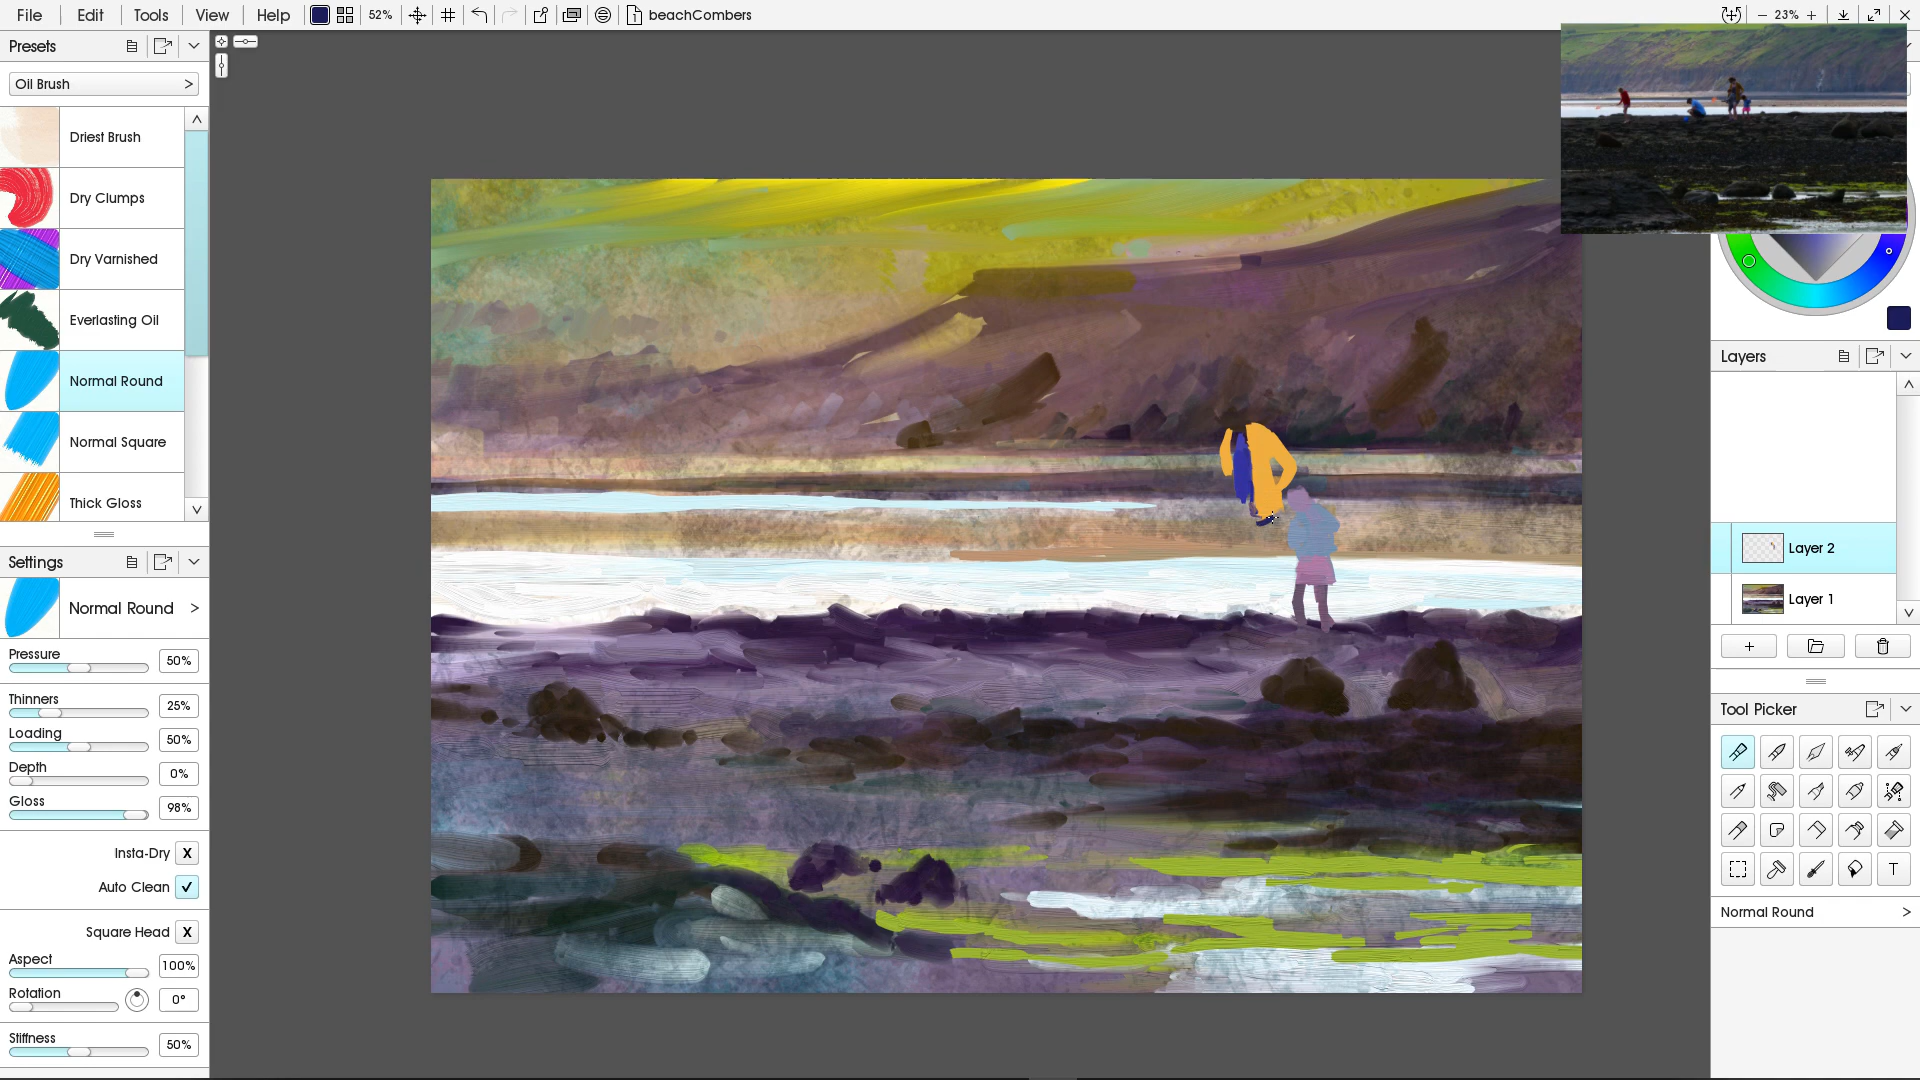 File Edit Tools View Help 52% beachCombers 23%
Presets
Oil Brush >
Driest Brush
Dry Clumps
Dry Varnished
Everlasting Oil
Normal Round
Normal Square
Thick Gloss
Settings
Normal Round >
Pressure 50%
Thinners 25%
Loading 50%
Depth 0%
Gloss 98%
Insta-Dry X
Auto Clean
Square Head X
Aspect 100%
Rotation 0°
Stiffness 50%
Layers
Layer 2
Layer 1
Tool Picker
T
Normal Round >